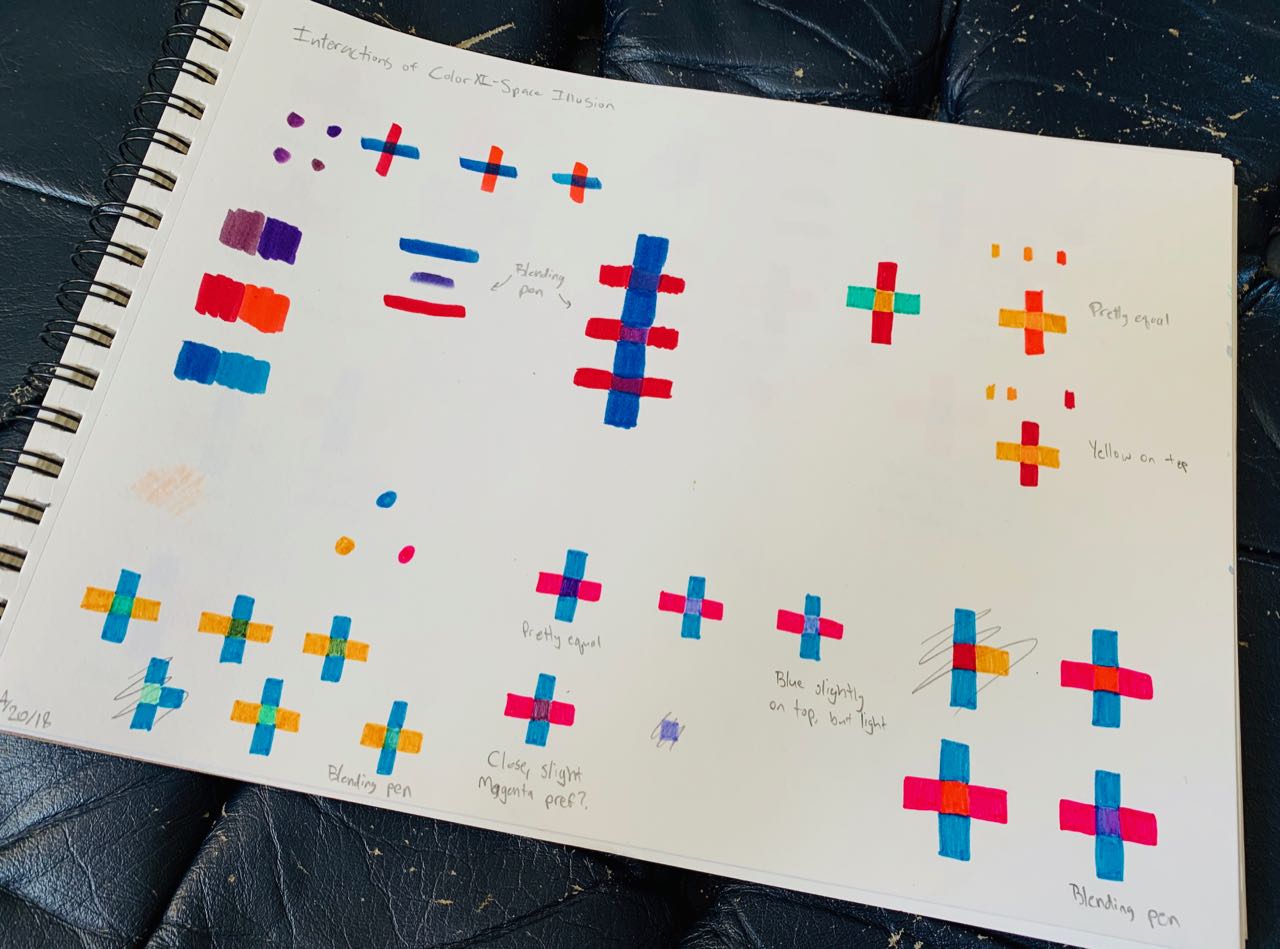 Interactions of Color XI-Space Illusion
Blending
pen
Pretty equal
Yellow on top
Pretty equal
Blue slightly
on top, but light
Close, slight
Magenta pref?
Blending pen
Blending pen
4/20/18